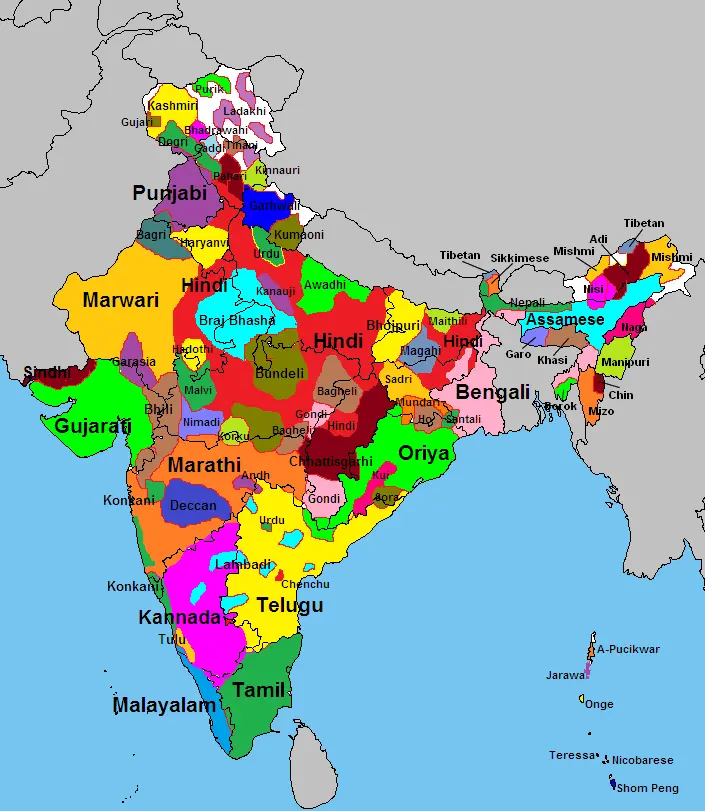 Purik
Kashmiri
Ladakhi
Gujari
Bhadrawahi
Dogri
Gaddi
Tinani
Pahari
Kinnauri
Punjabi
Garhwali
Tibetan
Bagri
Haryanvi
Kumaoni
Adi
Urdu
Mishmi
Tibetan
Sikkimese
Mishmi
Hindi
Awadhi
Nisi
Marwari
Kanauji
Nepali
Braj Bhasha
Bhojpuri
Maithili
Assamese
Naga
Hindi
Hindi
Hadothi
Magahi
Garo
Khasi
Garasia
Manipuri
Sindhi
Bundeli
Sadri
Malvi
Bagheli
Bengali
Chin
Bhili
Mundari
Borok
Mizo
Gujarati
Nimadi
Gondi
Ho
Santali
Hindi
Korku
Bagheli
Oriya
Marathi
Chhattisgarhi
Andh
Kui
Konkani
Deccan
Gondi
Sora
Urdu
Lambadi
Konkani
Chenchu
Telugu
Kannada
Tulu
A-Pucikwar
Jarawa
Tamil
Malayalam
Onge
Teressa
Nicobarese
Shom Peng